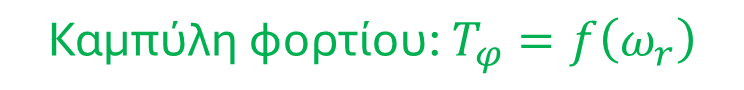 Καμπύλη φορτίου: T_φ = f(ω_r)